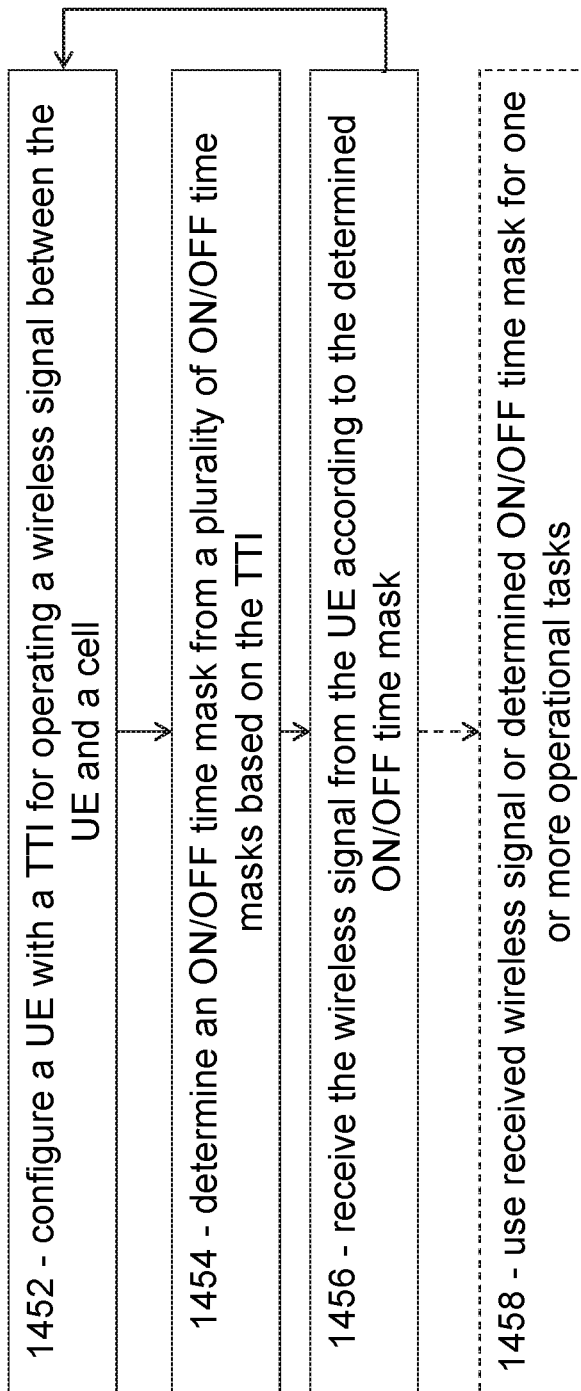 1452 - configure a UE with a TTI for operating a wireless signal between the
UE and a cell
1454 - determine an ON/OFF time mask from a plurality of ON/OFF time
masks based on the TTI
1456 - receive the wireless signal from the UE according to the determined
ON/OFF time mask
1458 - use received wireless signal or determined ON/OFF time mask for one
or more operational tasks